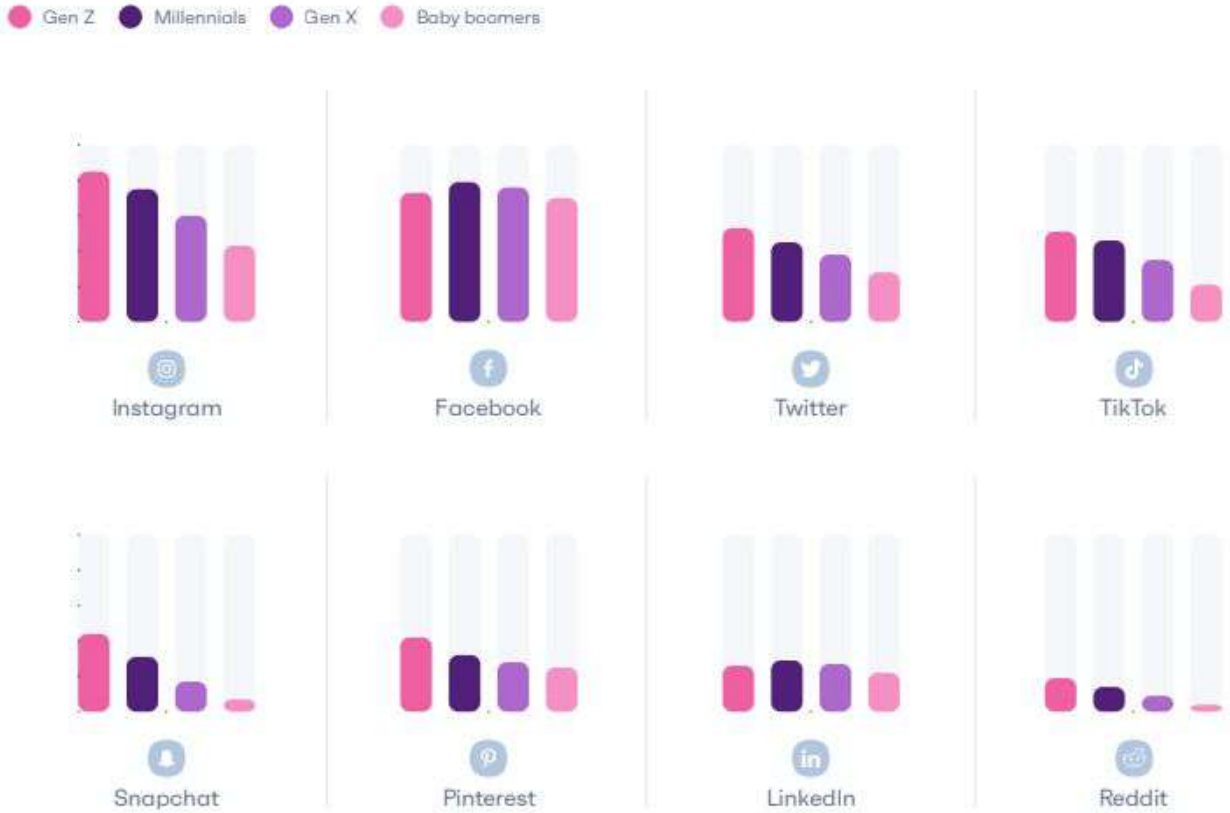 Gen Z Millennials Gen X Baby boomers
Instagram Facebook Twitter TikTok
Snapchat Pinterest LinkedIn Reddit